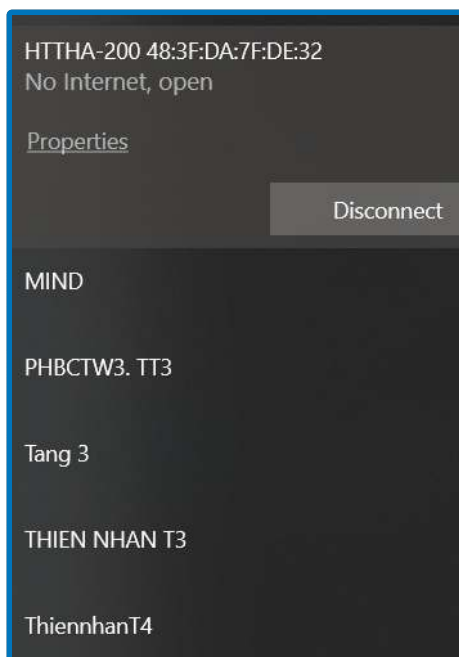 HTTHA-200 48:3F:DA:7F:DE:32
No Internet, open
Properties
Disconnect
MIND
PHBCTW3. TT3
Tang 3
THIEN NHAN T3
ThiennhanT4